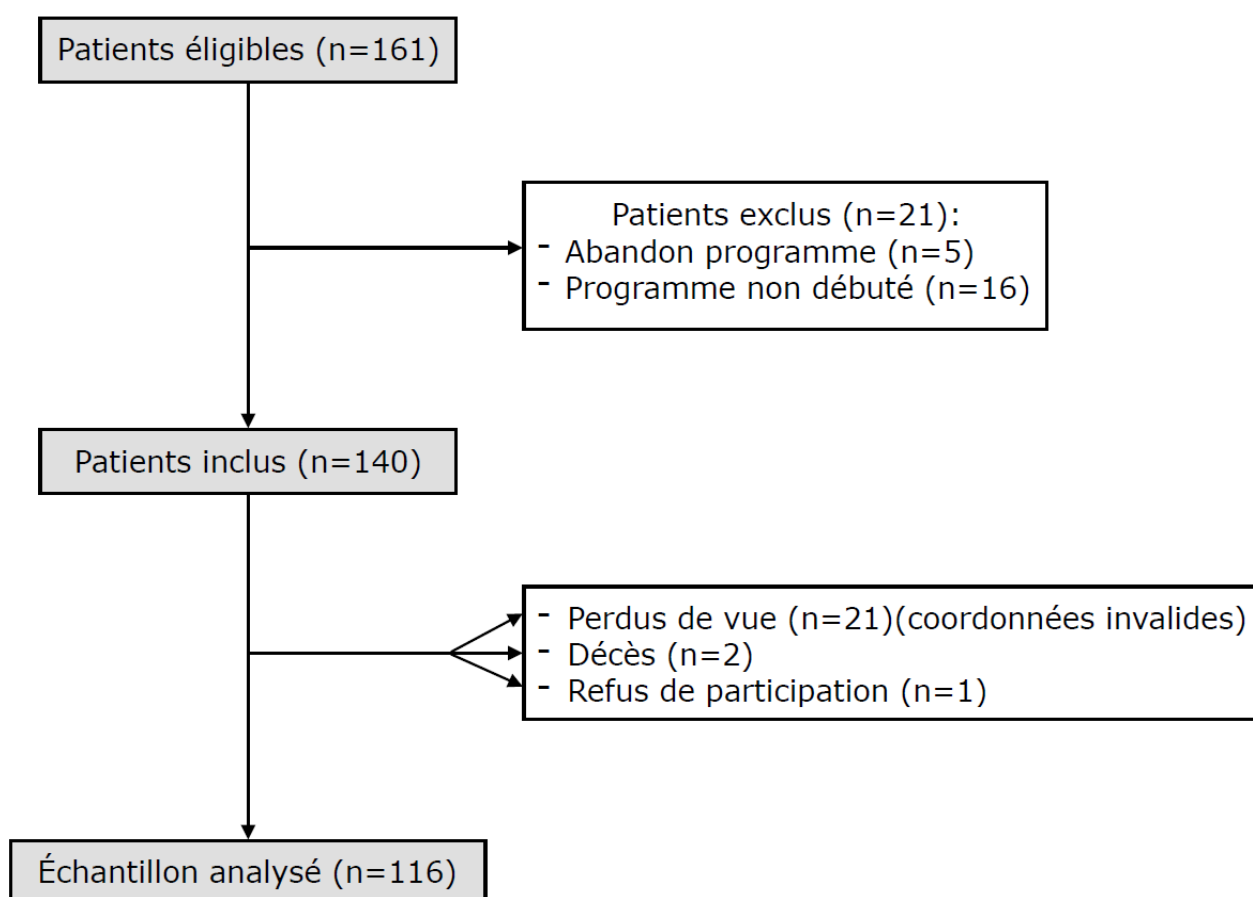 Patients éligibles (n=161)
Patients exclus (n=21):
- Abandon programme (n=5)
- Programme non débuté (n=16)
Patients inclus (n=140)
- Perdus de vue (n=21)(coordonnées invalides)
- Décès (n=2)
- Refus de participation (n=1)
Échantillon analysé (n=116)